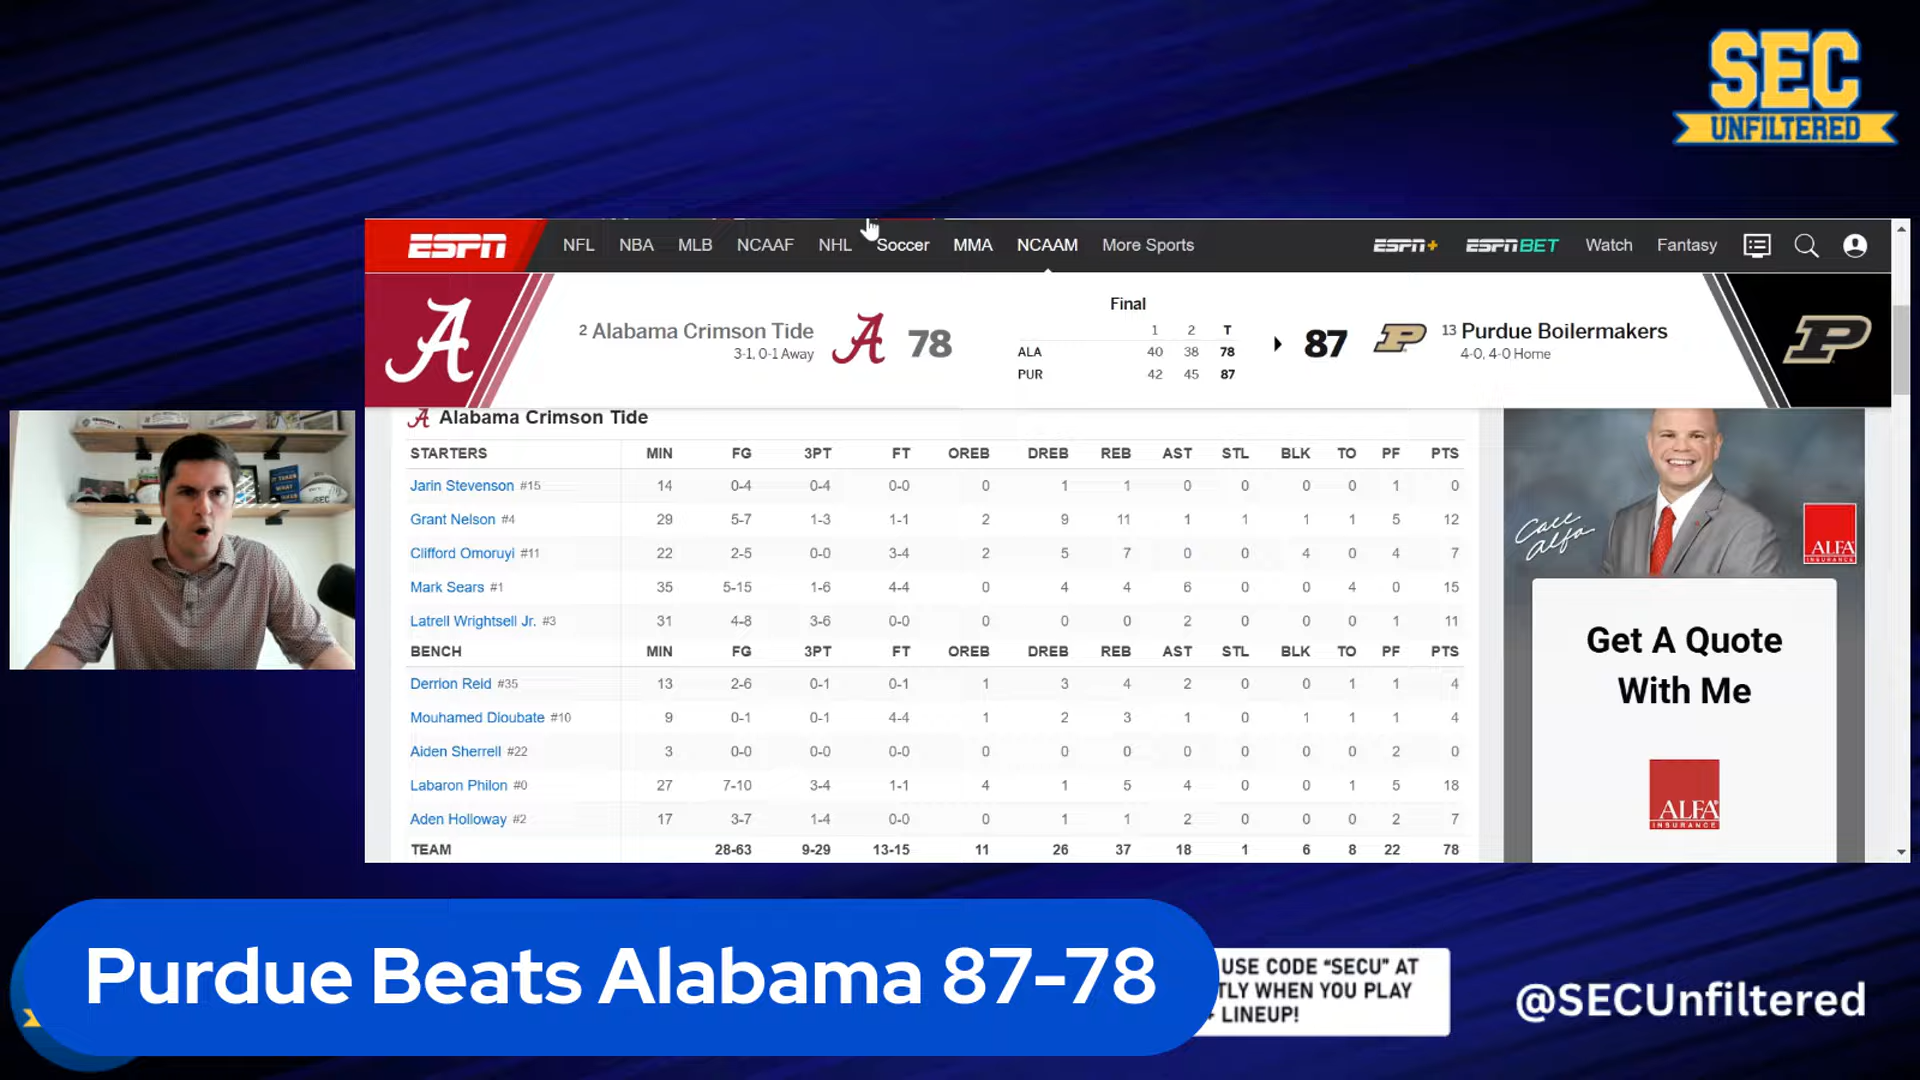 SEC
UNFILTERED
ESPN NFL NBA MLB NCAAF NHL Soccer MMA NCAAM More Sports ESPN+ ESPN BET Watch Fantasy
Final
2 Alabama Crimson Tide 78
3-1, 0-1 Away
1 2 T
ALA 40 38 78
PUR 42 45 87
87 13 Purdue Boilermakers
4-0, 4-0 Home
Alabama Crimson Tide
STARTERS MIN FG 3PT FT OREB DREB REB AST STL BLK TO PF PTS
Jarin Stevenson #15 14 0-4 0-4 0-0 0 1 1 0 0 0 0 1 0
Grant Nelson #4 29 5-7 1-3 1-1 2 9 11 1 1 1 1 5 12
Clifford Omoruyi #11 22 2-5 0-0 3-4 2 5 7 0 0 4 0 4 7
Mark Sears #1 35 5-15 1-6 4-4 0 4 4 6 0 0 4 0 15
Latrell Wrightsell Jr. #3 31 4-8 3-6 0-0 0 0 0 2 0 0 0 1 11
BENCH MIN FG 3PT FT OREB DREB REB AST STL BLK TO PF PTS
Derrion Reid #35 13 2-6 0-1 0-1 1 3 4 2 0 0 1 1 4
Mouhamed Dioubate #10 9 0-1 0-1 4-4 1 2 3 1 0 1 1 1 4
Aiden Sherrell #22 3 0-0 0-0 0-0 0 0 0 0 0 0 0 2 0
Labaron Philon #0 27 7-10 3-4 1-1 4 1 5 4 0 0 1 5 18
Aden Holloway #2 17 3-7 1-4 0-0 0 1 1 2 0 0 0 2 7
TEAM 28-63 9-29 13-15 11 26 37 18 1 6 8 22 78
Call
Alfa
ALFA
INSURANCE
Get A Quote
With Me
ALFA
INSURANCE
IT TAKES
WHAT
IT TAKES
SEC
Purdue Beats Alabama 87-78
USE CODE “SECU” AT
TLY WHEN YOU PLAY
LINEUP!
@SECUnfiltered